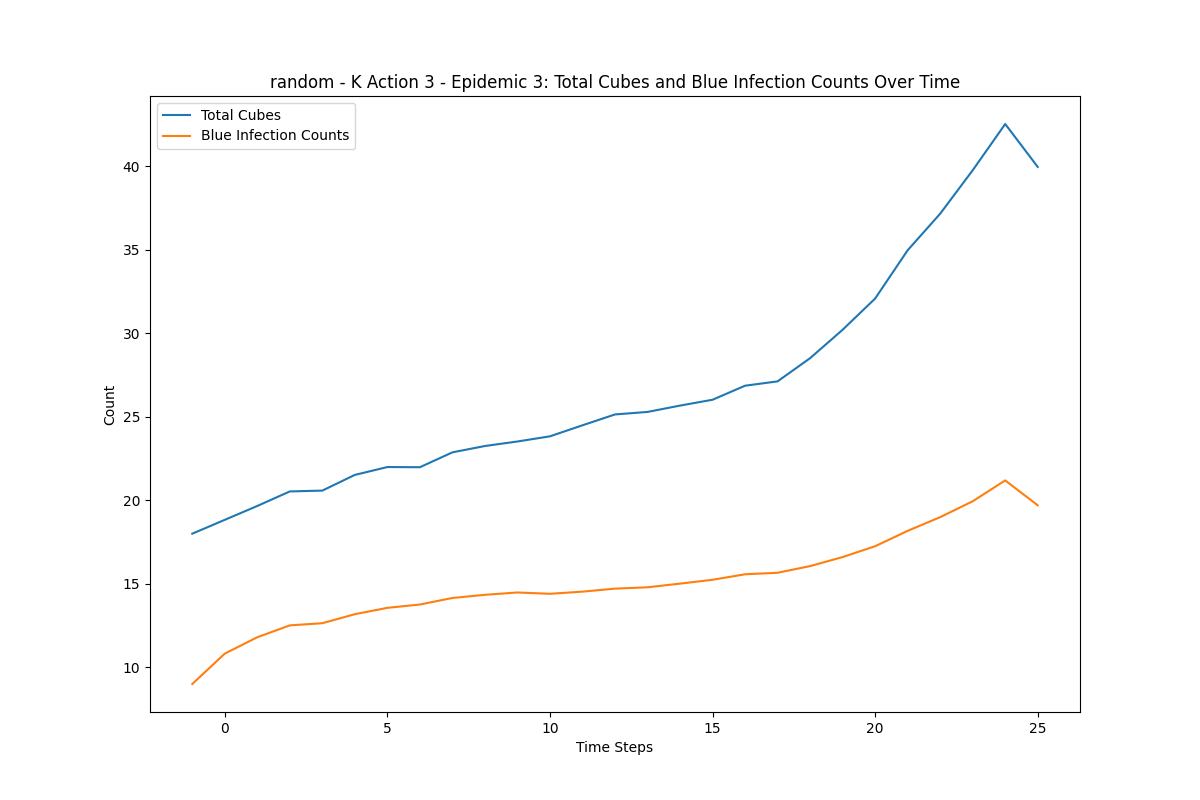 random - K Action 3 - Epidemic 3: Total Cubes and Blue Infection Counts Over Time
Total Cubes
Blue Infection Counts
40
35
30
25
20
15
10
Count
0 5 10 15 20 25
Time Steps